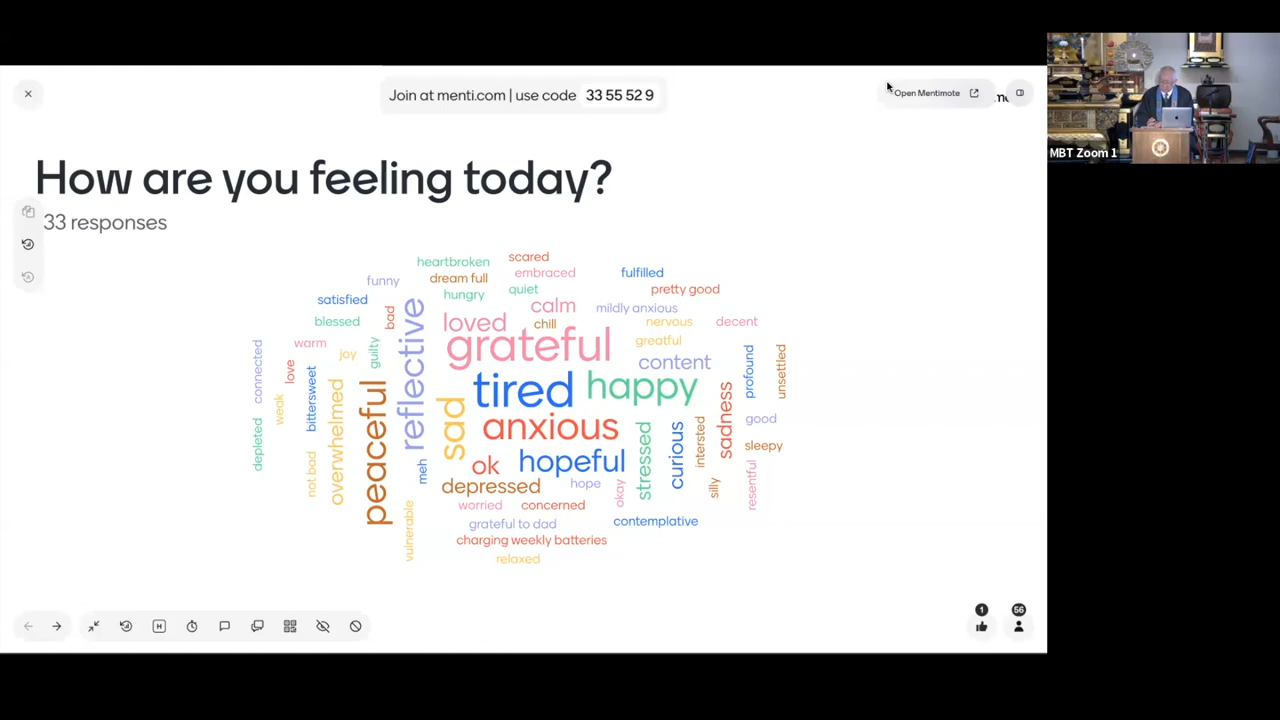 Join at menti.com | use code 33 55 52 9
Open Mentimote
How are you feeling today?
33 responses
MBT Zoom 1
scared
heartbroken
embraced
fulfilled
dream full
funny
quiet
pretty good
hungry
satisfied
calm
mildly anxious
blessed
bad
loved
chill
nervous
decent
warm
joy
guilty
reflective
grateful
greatful
content
connected
love
bittersweet
weak
overwhelmed
peaceful
sad
tired
happy
profound
unsettled
anxious
sadness
good
depleted
not bad
meh
ok
hopeful
stressed
curious
intersted
sleepy
depressed
hope
okay
silly
resentful
vulnerable
worried
concerned
grateful to dad
contemplative
charging weekly batteries
relaxed
H
1
56